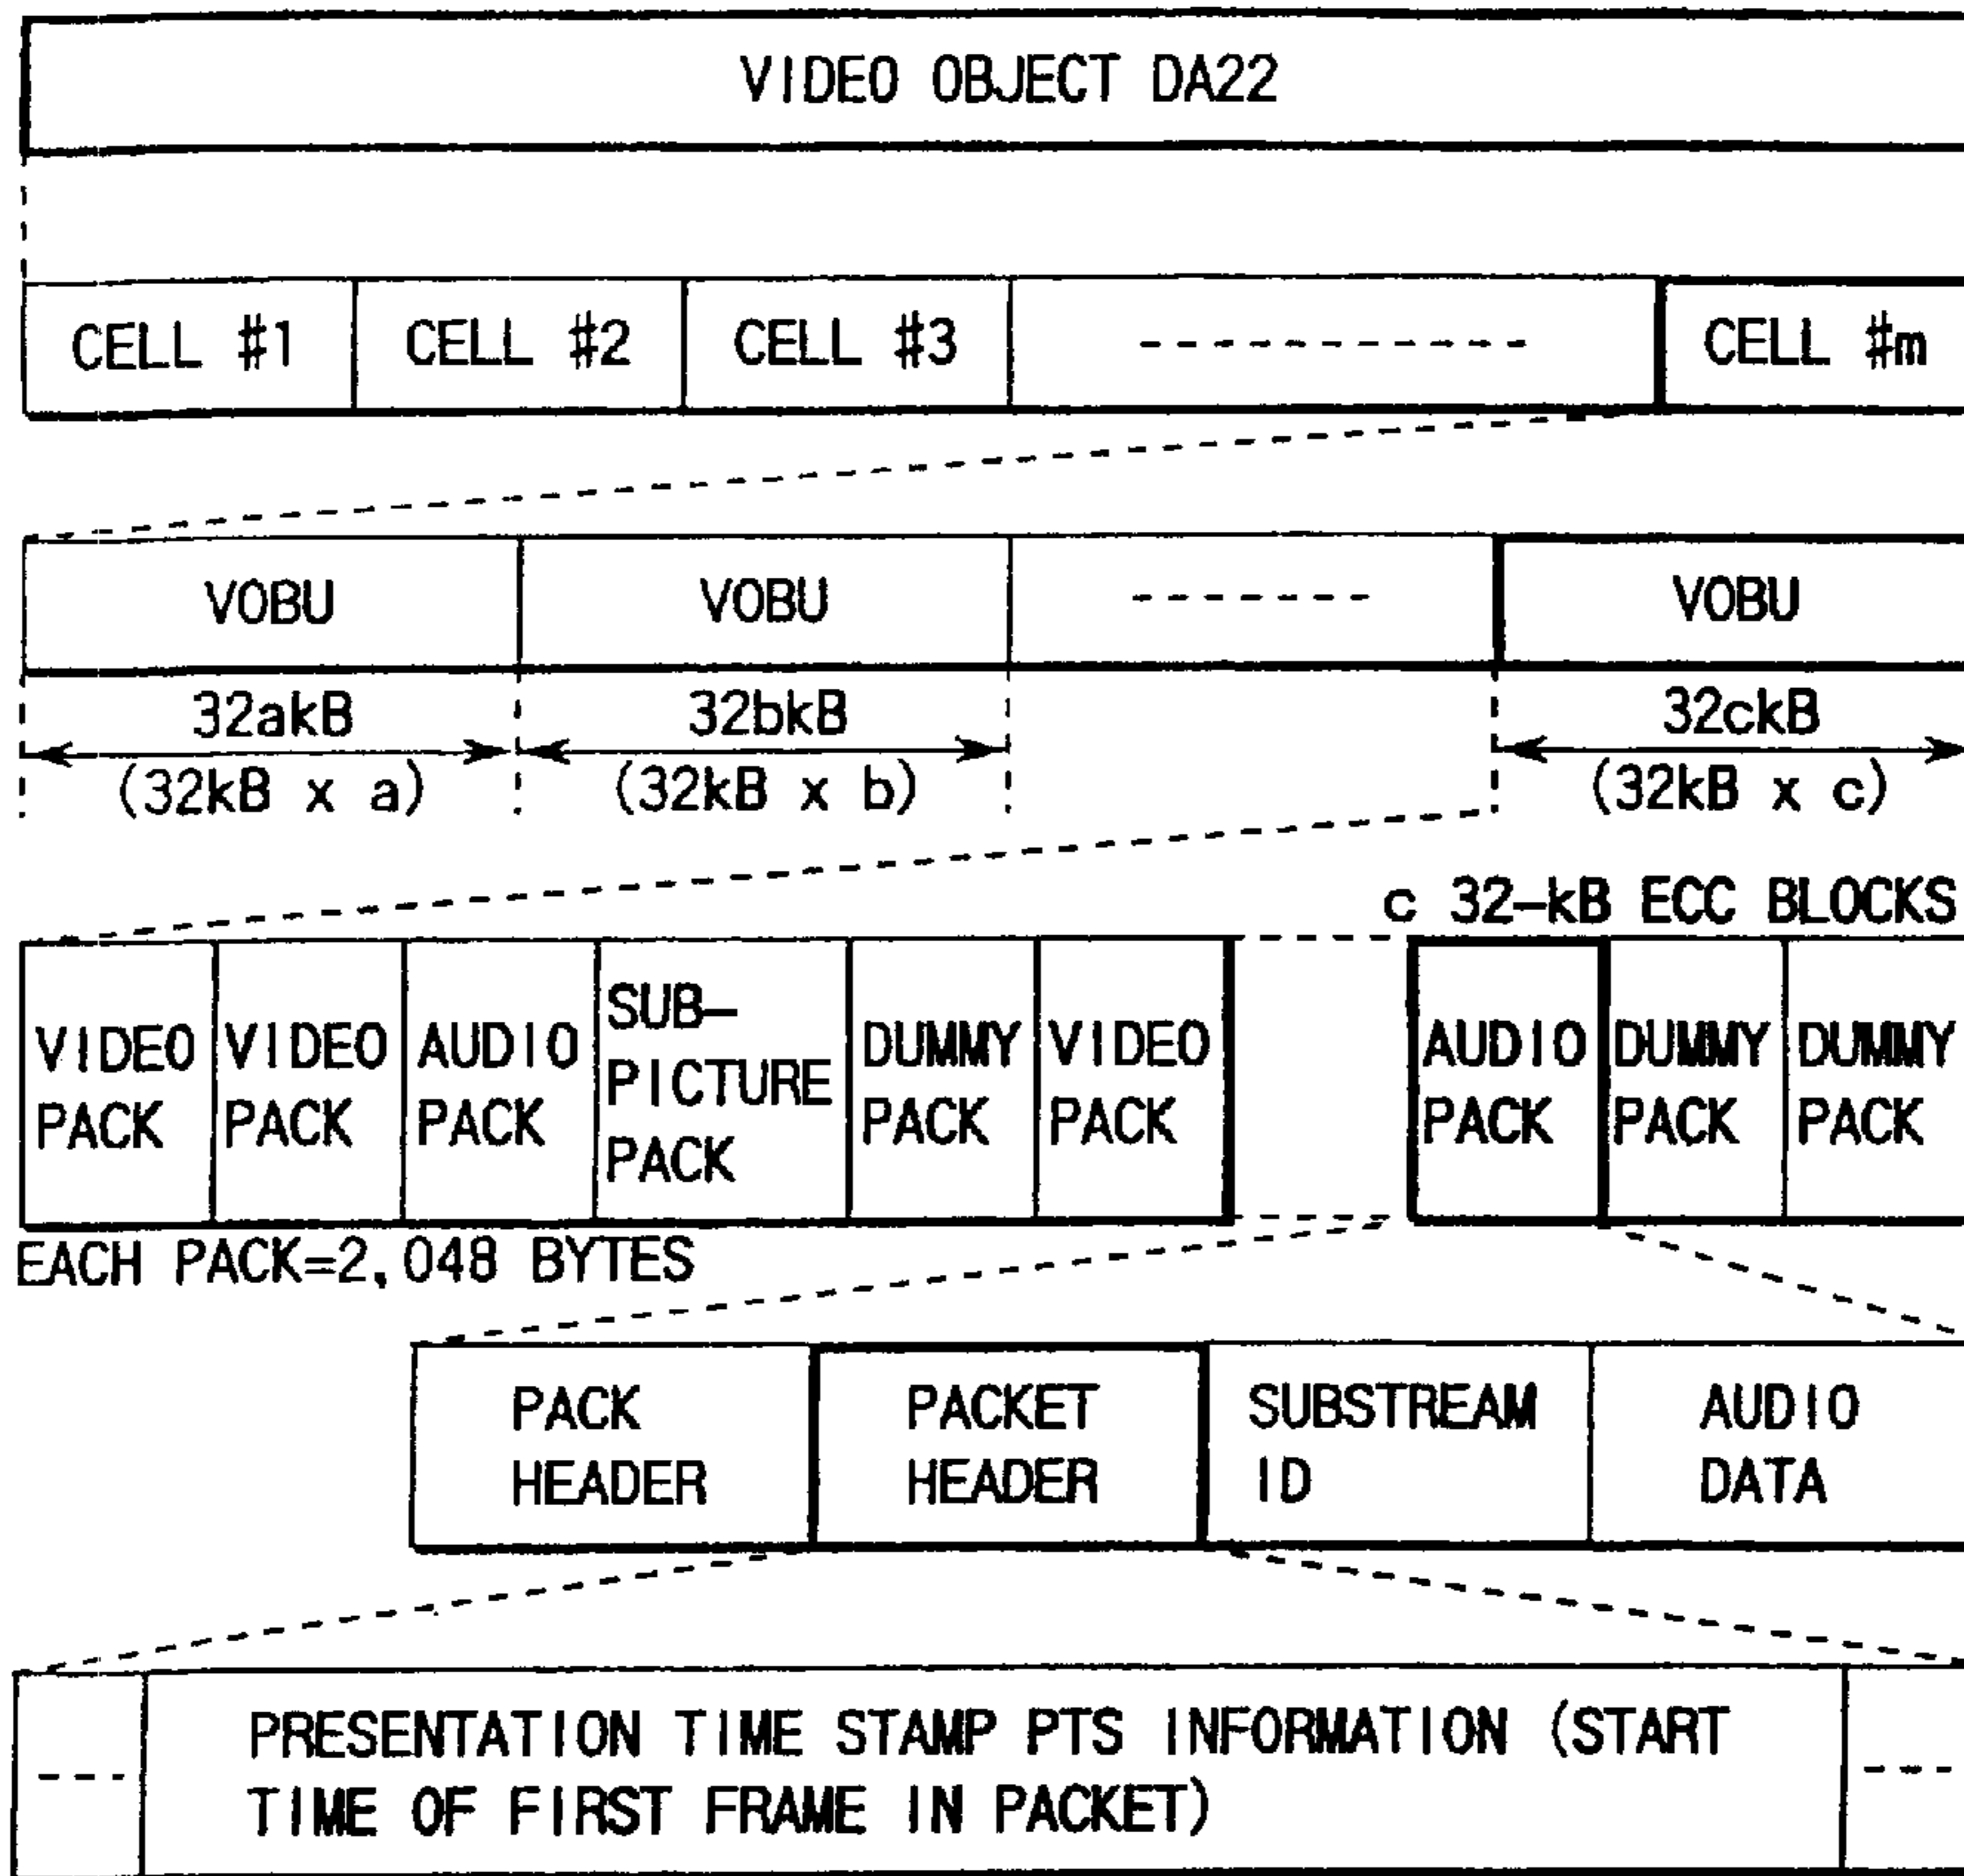 VIDEO OBJECT DA22
CELL #1 CELL #2 CELL #3 ----------- CELL #m
VOBU VOBU ------- VOBU
32akB 32bkB 32ckB
(32kB x a) (32kB x b) (32kB x c)
c 32-kB ECC BLOCKS
VIDEO PACK
VIDEO PACK
AUDIO PACK
SUB-
PICTURE
PACK
DUMMY PACK
VIDEO PACK
AUDIO PACK
DUMMY PACK
DUMMY PACK
EACH PACK=2,048 BYTES
PACK
HEADER
PACKET
HEADER
SUBSTREAM
ID
AUDIO
DATA
--- PRESENTATION TIME STAMP PTS INFORMATION (START ---
TIME OF FIRST FRAME IN PACKET)